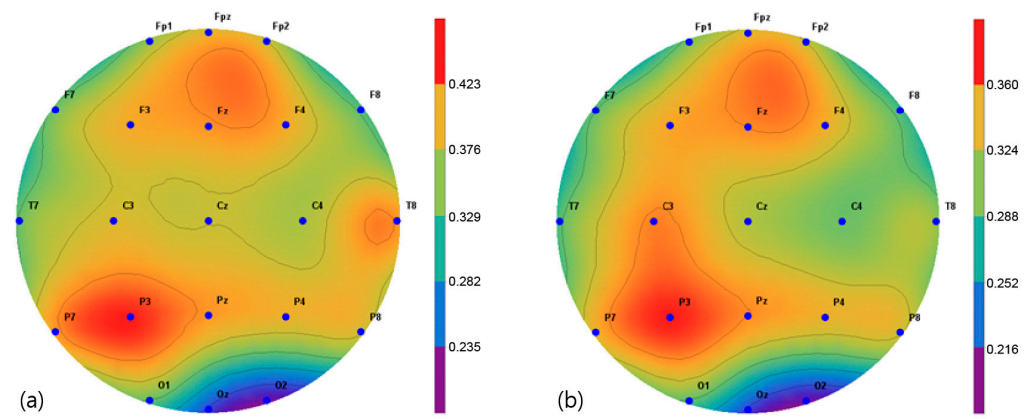 Fp1 Fpz Fp2
F7 F3 Fz F4 F8
T7 C3 Cz C4 T8
P7 P3 Pz P4 P8
O1 Oz O2
0.423
0.376
0.329
0.282
0.235
(a)
Fp1 Fpz Fp2
F7 F3 Fz F4 F8
T7 C3 Cz C4 T8
P7 P3 Pz P4 P8
O1 Oz O2
0.360
0.324
0.288
0.252
0.216
(b)